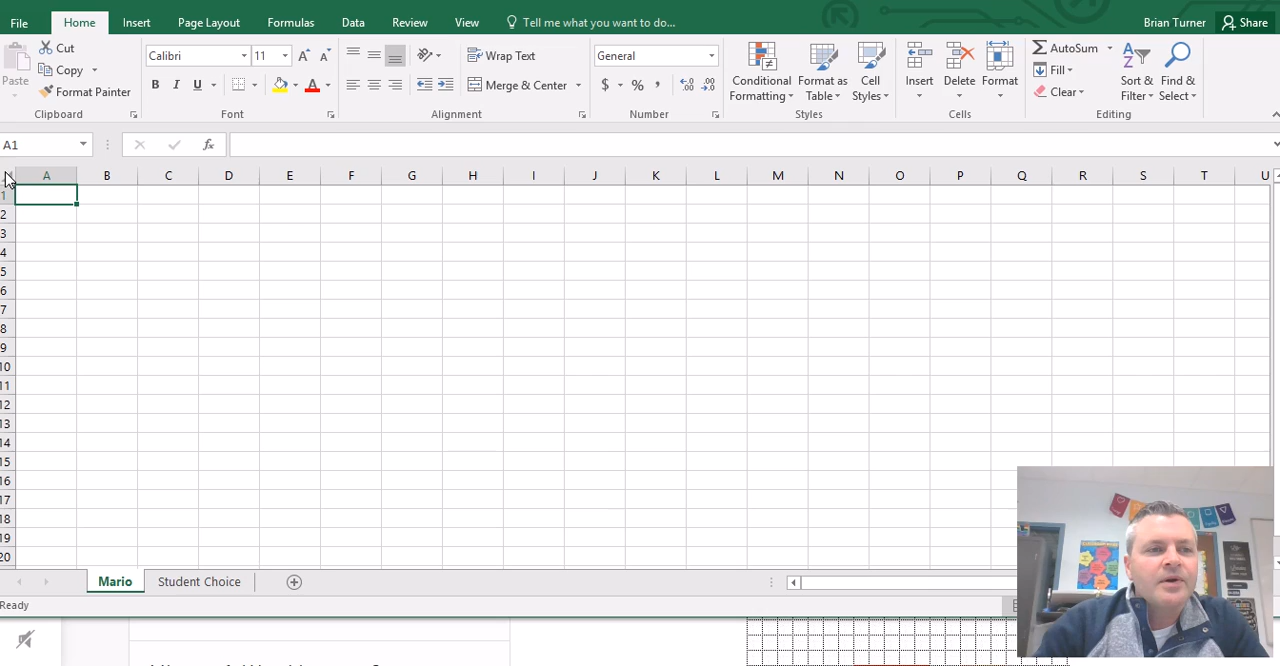 File Home Insert Page Layout Formulas Data Review View Tell me what you want to do... Brian Turner Share
Paste Cut Copy Format Painter Clipboard
Calibri 11 B I U A Font
Wrap Text Merge & Center Alignment
General $ % , Number
Conditional Formatting Format as Table Cell Styles Styles
Insert Delete Format Cells
AutoSum Fill Clear Sort & Filter Find & Select Editing
A1 fx
A B C D E F G H I J K L M N O P Q R S T U
1
2
3
4
5
6
7
8
9
10
11
12
13
14
15
16
17
18
19
20
Mario Student Choice
Ready